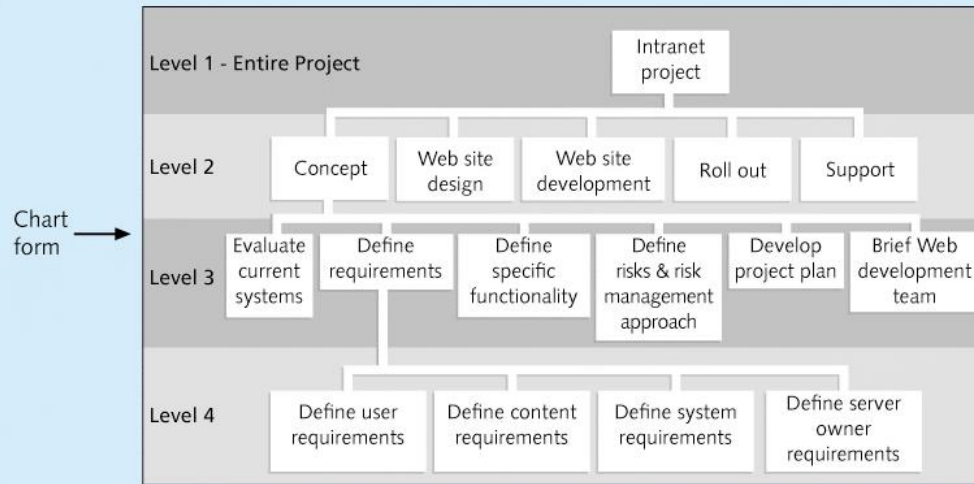 Chart
form
Level 1 - Entire Project
Intranet
project
Level 2
Concept
Web site
design
Web site
development
Roll out
Support
Level 3
Evaluate
current
systems
Define
requirements
Define
specific
functionality
Define
risks & risk
management
approach
Develop
project plan
Brief Web
development
team
Level 4
Define user
requirements
Define content
requirements
Define system
requirements
Define server
owner
requirements